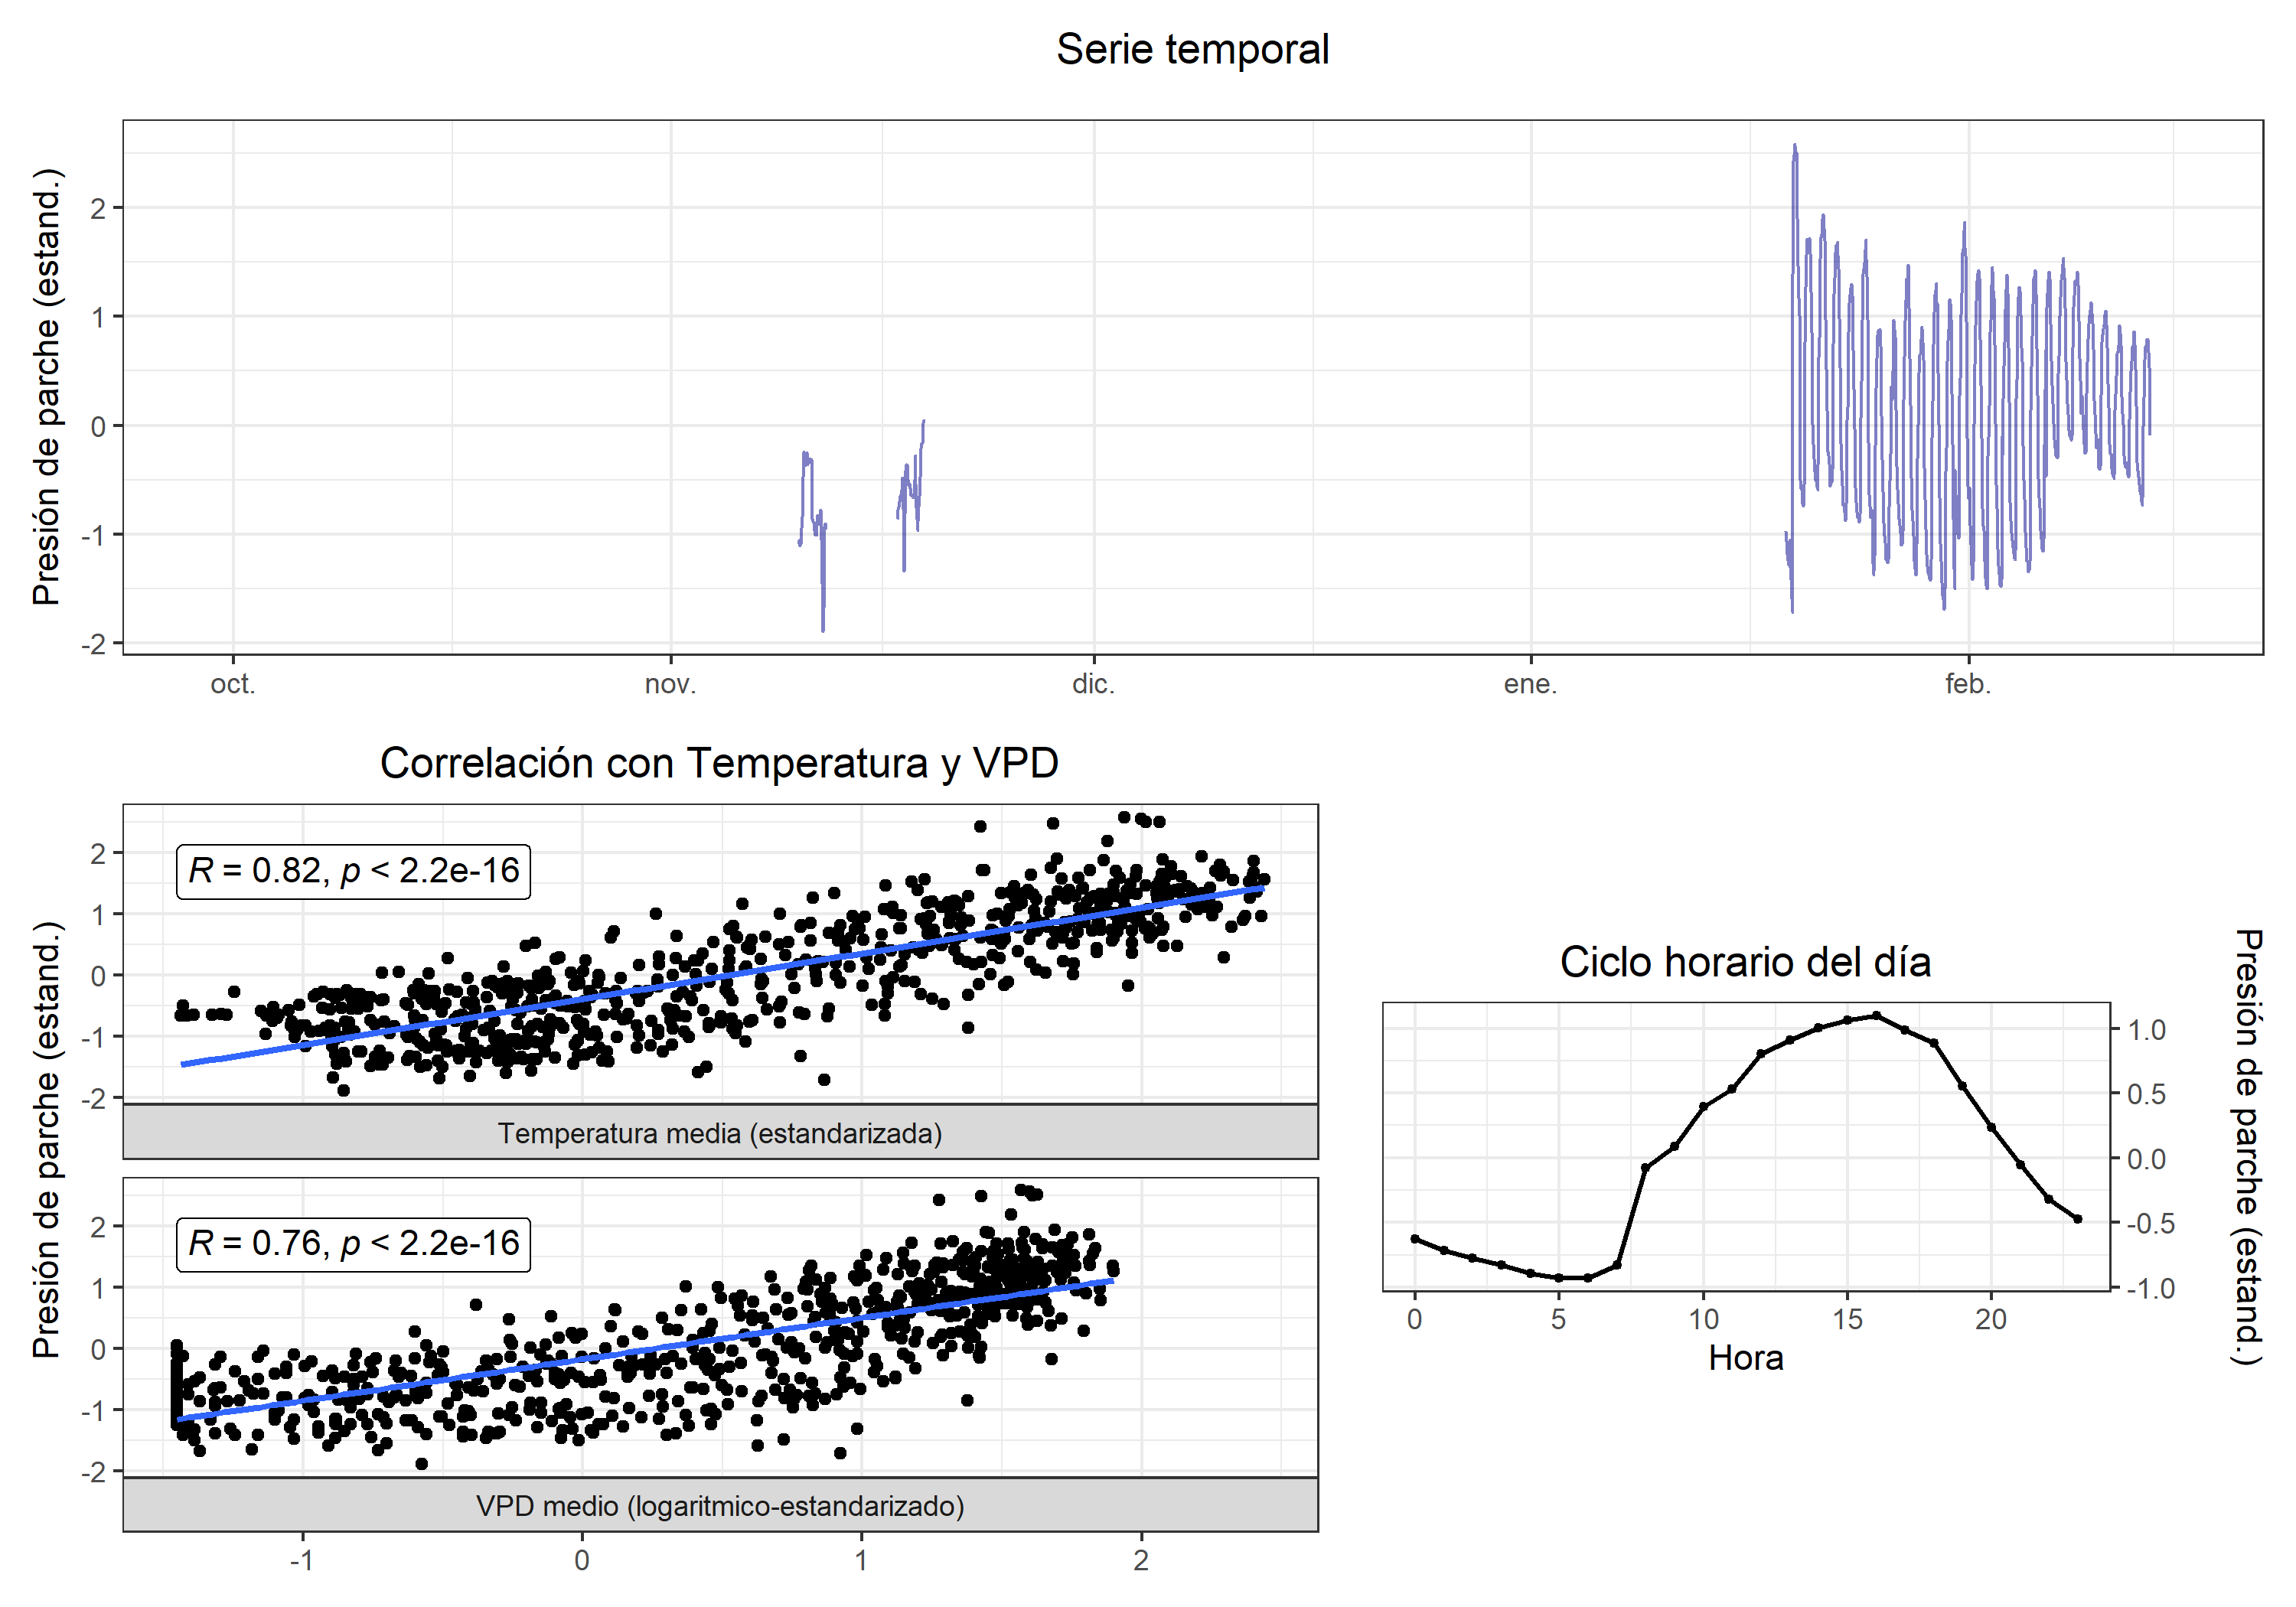 Serie temporal
Presión de parche (estand.)
2
1
0
-1
-2
oct.
nov.
dic.
ene.
feb.
Correlación con Temperatura y VPD
Presión de parche (estand.)
R = 0.82, p < 2.2e-16
2
1
0
-1
-2
Temperatura media (estandarizada)
R = 0.76, p < 2.2e-16
2
1
0
-1
-2
VPD medio (logaritmico-estandarizado)
-1
0
1
2
Ciclo horario del día
Presión de parche (estand.)
1.0
0.5
0.0
-0.5
-1.0
0
5
10
15
20
Hora